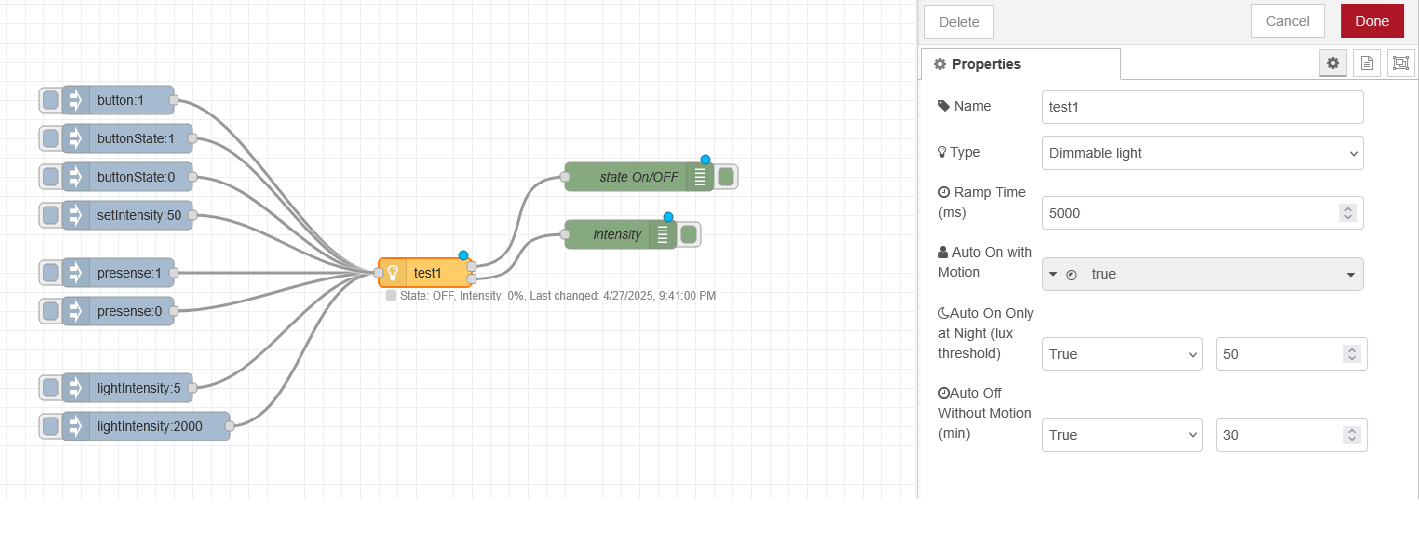 button:1
buttonState:1
buttonState:0
setIntensity:50
presense:1
presense:0
lightIntensity:5
lightIntensity:2000
test1
State: OFF, Intensity: 0%, Last changed: 4/27/2025, 9:41:00 PM
state On/OFF
Intensity
Delete
Cancel
Done
Properties
Name
test1
Type
Dimmable light
Ramp Time
(ms)
5000
Auto On with
Motion
true
Auto On Only
at Night (lux
threshold)
True
50
Auto Off
Without Motion
(min)
True
30